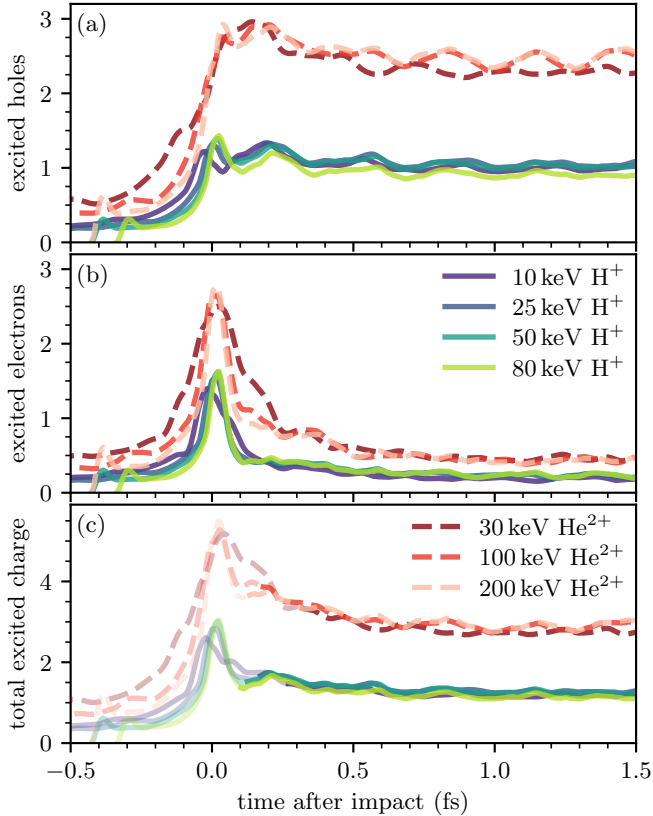 (a)
excited holes
3
2
1
0
(b)
excited electrons
3
2
1
0
10 keV H⁺
25 keV H⁺
50 keV H⁺
80 keV H⁺
(c)
total excited charge
4
2
0
30 keV He²⁺
100 keV He²⁺
200 keV He²⁺
−0.5 0.0 0.5 1.0 1.5
time after impact (fs)